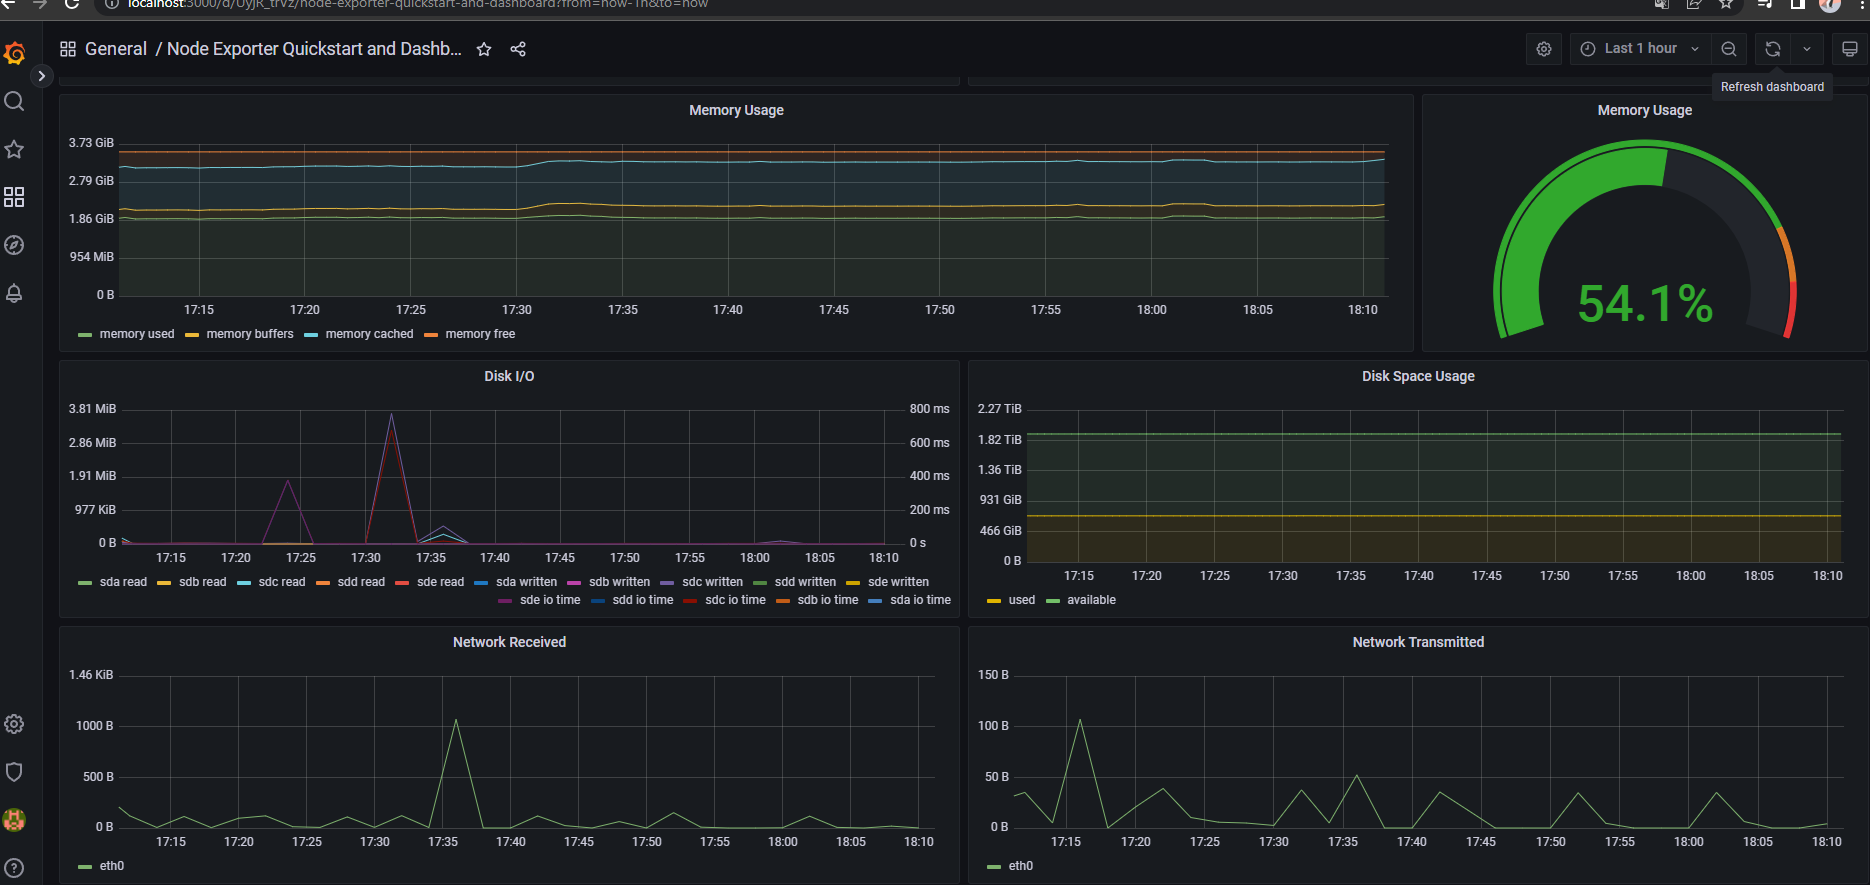 localhost:3000/d/UyjR_trVz/node-exporter-quickstart-and-dashboard?from=now-1h&to=now
General / Node Exporter Quickstart and Dashb...
Last 1 hour
Refresh dashboard
Memory Usage
3.73 GiB
2.79 GiB
1.86 GiB
954 MiB
0 B
17:15 17:20 17:25 17:30 17:35 17:40 17:45 17:50 17:55 18:00 18:05 18:10
memory used memory buffers memory cached memory free
Memory Usage
54.1%
Disk I/O
3.81 MiB
2.86 MiB
1.91 MiB
977 KiB
0 B
800 ms
600 ms
400 ms
200 ms
0 s
17:15 17:20 17:25 17:30 17:35 17:40 17:45 17:50 17:55 18:00 18:05 18:10
sda read sdb read sdc read sdd read sde read sda written sdb written sdc written sdd written sde written
sde io time sdd io time sdc io time sdb io time sda io time
Disk Space Usage
2.27 TiB
1.82 TiB
1.36 TiB
931 GiB
466 GiB
0 B
17:15 17:20 17:25 17:30 17:35 17:40 17:45 17:50 17:55 18:00 18:05 18:10
used available
Network Received
1.46 KiB
1000 B
500 B
0 B
17:15 17:20 17:25 17:30 17:35 17:40 17:45 17:50 17:55 18:00 18:05 18:10
eth0
Network Transmitted
150 B
100 B
50 B
0 B
17:15 17:20 17:25 17:30 17:35 17:40 17:45 17:50 17:55 18:00 18:05 18:10
eth0